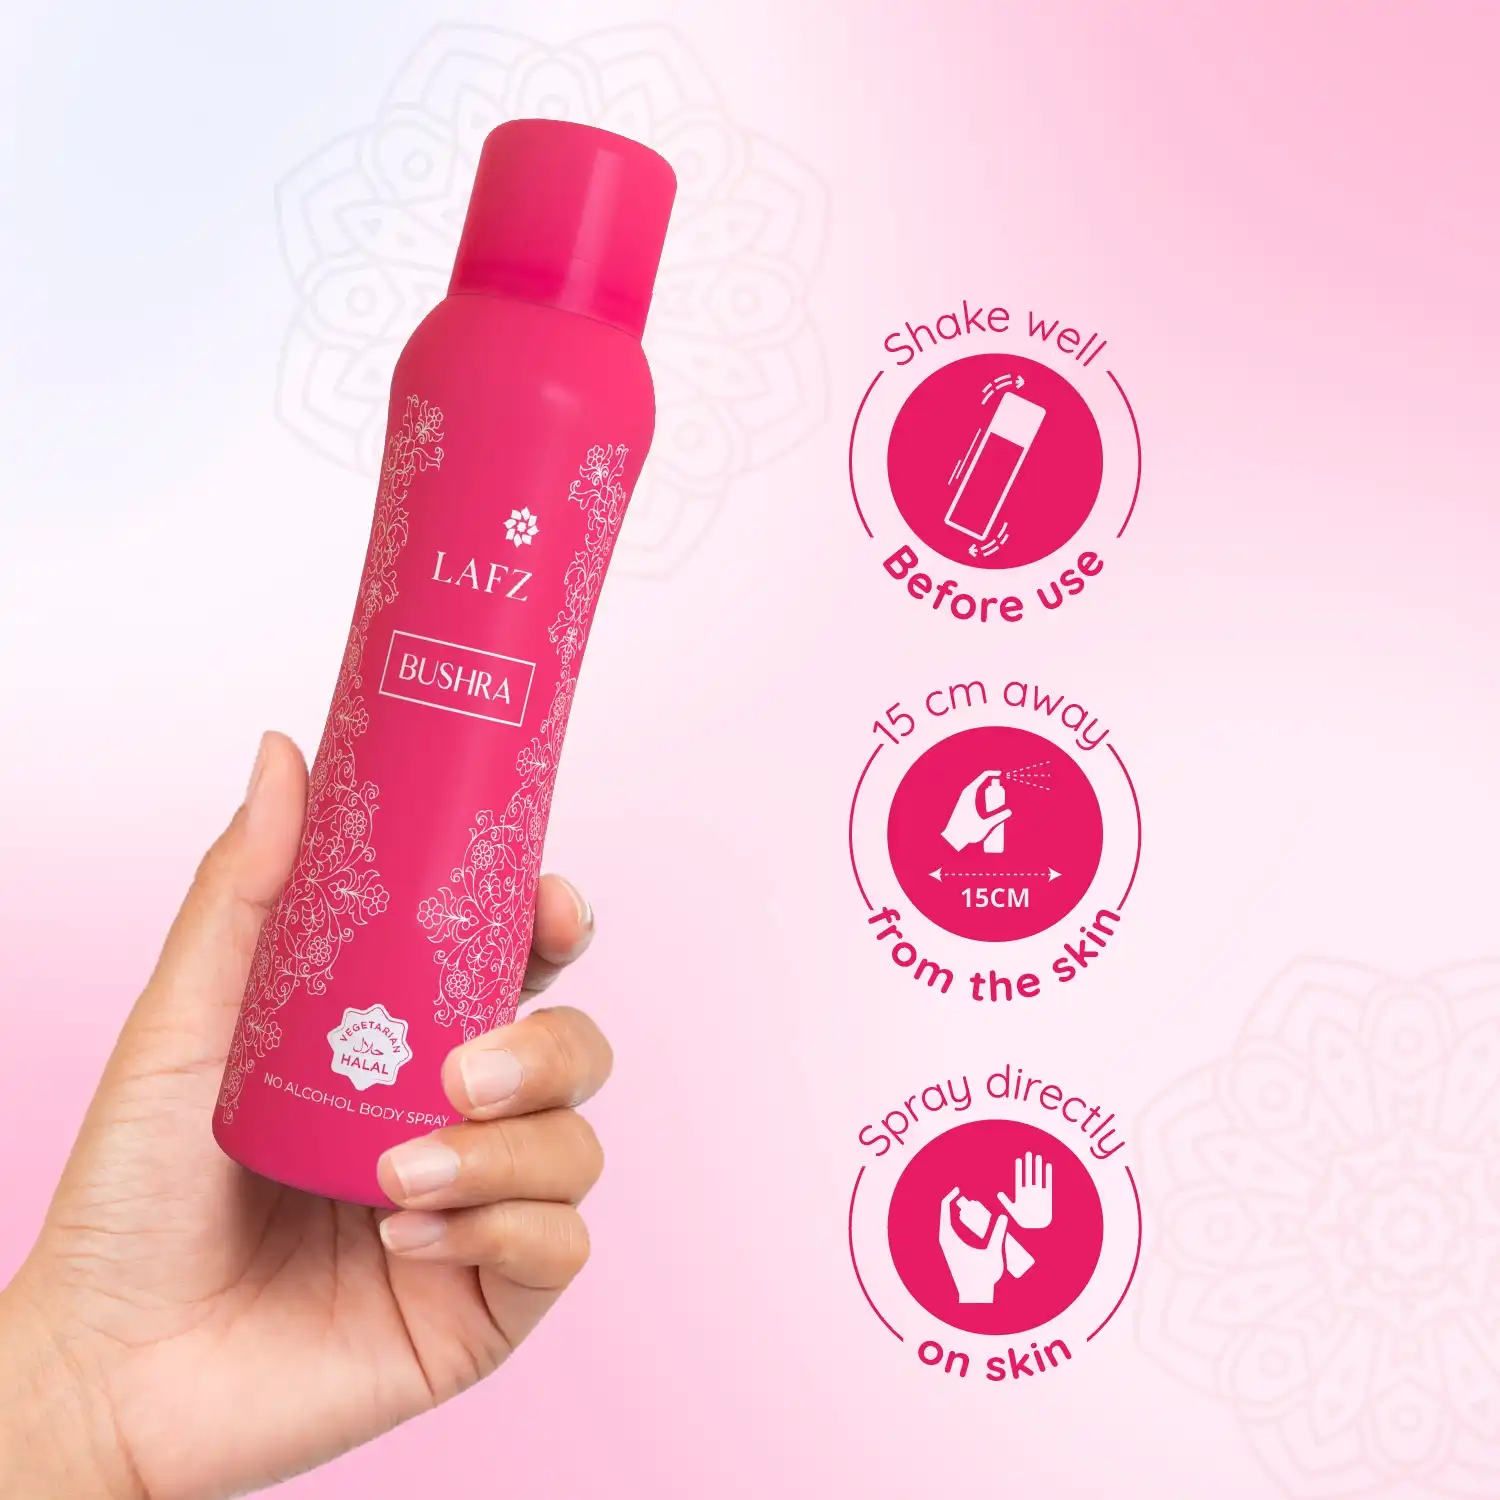 LAFZ
BUSHRA
VEGETARIAN
حلال
HALAL
NO ALCOHOL BODY SPRAY
Shake well
Before use
15 cm away
15CM
from the skin
Spray directly
on skin